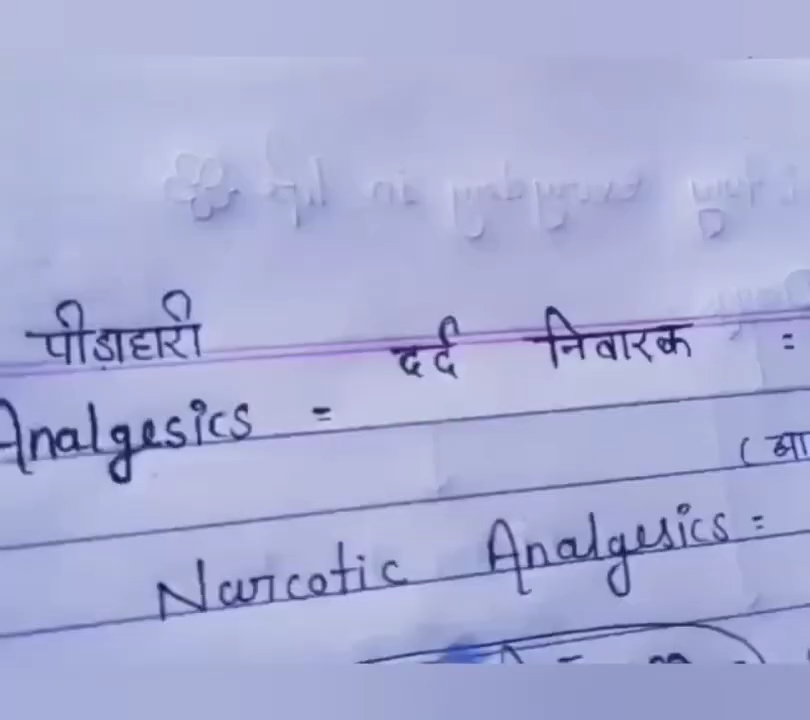 पीड़ाहारी दर्द निवारक =
Analgesics =
Narcotic Analgesics =